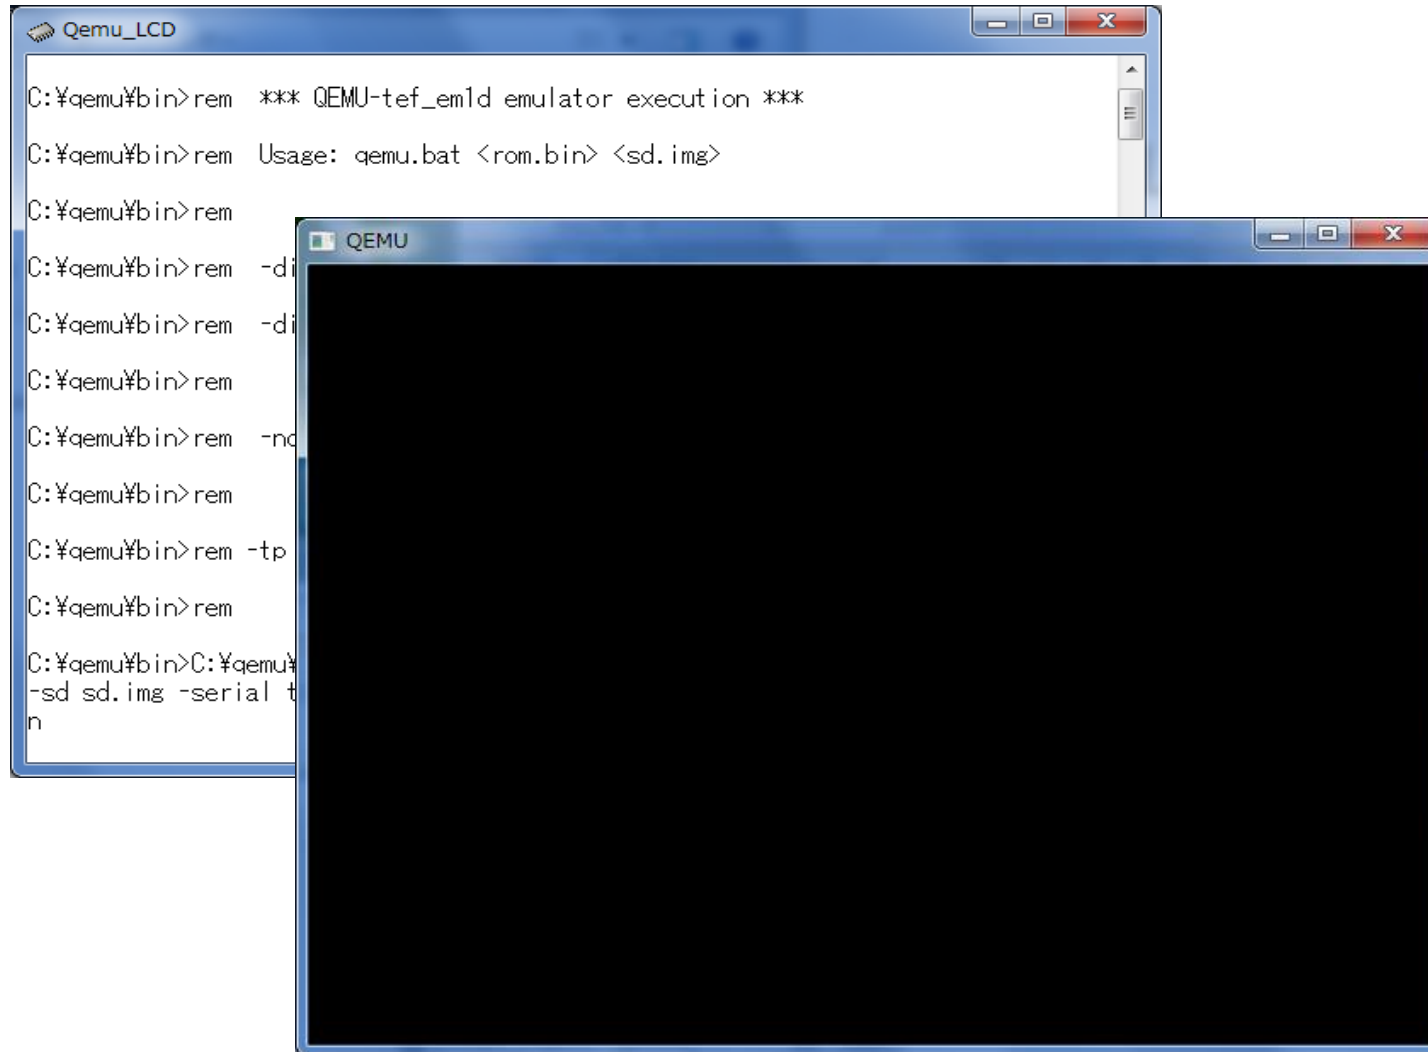 Qemu_LCD
C:¥qemu¥bin>rem  *** QEMU-tef_em1d emulator execution ***
C:¥qemu¥bin>rem  Usage: qemu.bat <rom.bin> <sd.img>
C:¥qemu¥bin>rem
QEMU
C:¥qemu¥bin>rem  -di
C:¥qemu¥bin>rem  -di
C:¥qemu¥bin>rem
C:¥qemu¥bin>rem  -no
C:¥qemu¥bin>rem
C:¥qemu¥bin>rem -tp
C:¥qemu¥bin>rem
C:¥qemu¥bin>C:¥qemu¥
-sd sd.img -serial t
n